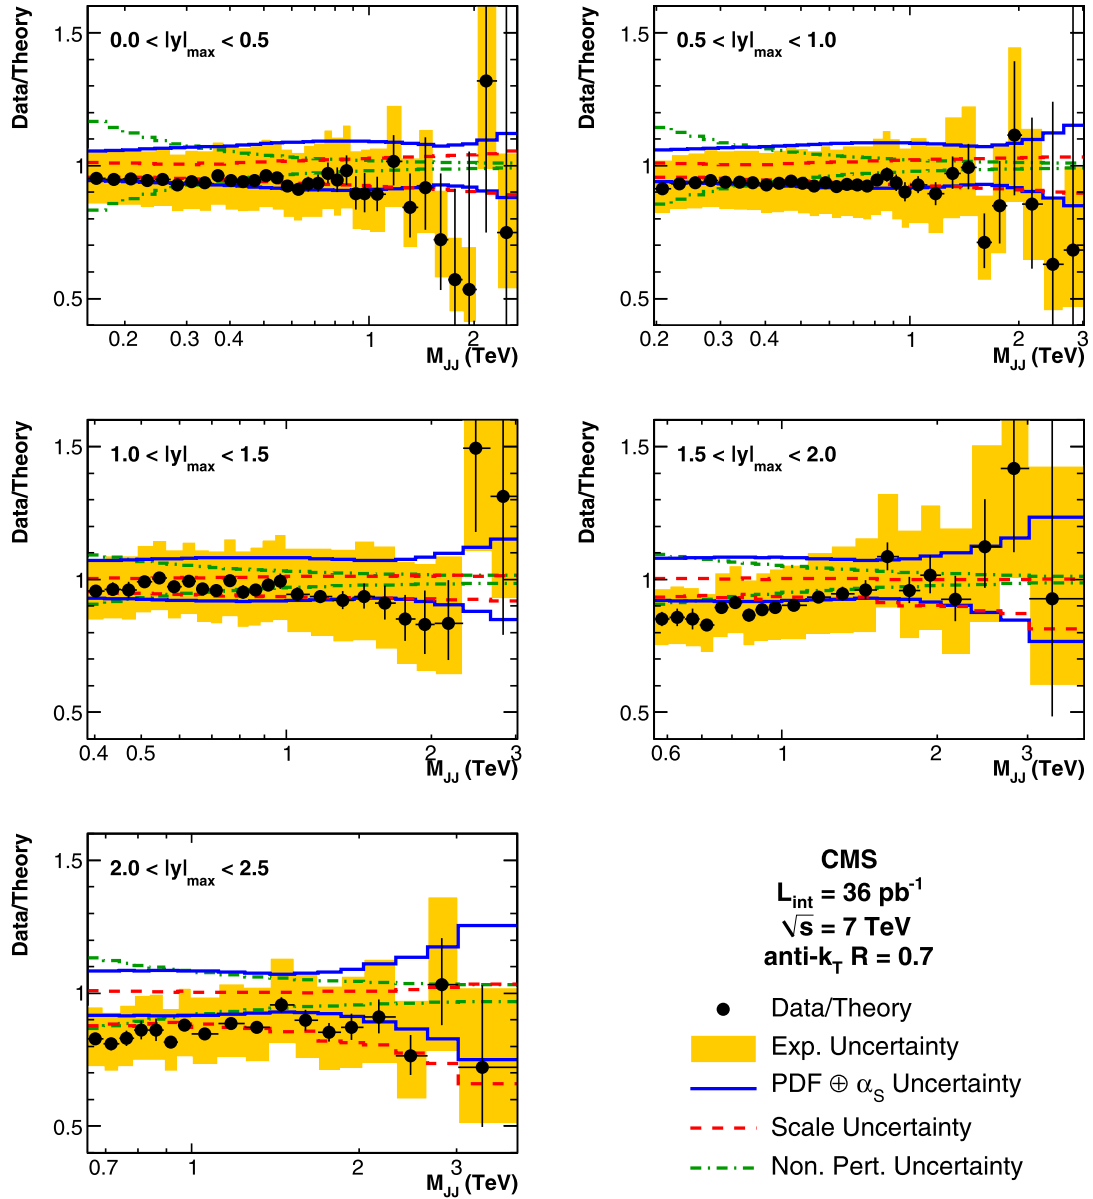 Data/Theory
0.0 < |y|max < 0.5
1.5
1
0.5
0.2 0.3 0.4 1 2
MJJ (TeV)
Data/Theory
0.5 < |y|max < 1.0
1.5
1
0.5
0.2 0.3 0.4 1 2 3
MJJ (TeV)
Data/Theory
1.0 < |y|max < 1.5
1.5
1
0.5
0.4 0.5 1 2 3
MJJ (TeV)
Data/Theory
1.5 < |y|max < 2.0
1.5
1
0.5
0.6 1 2 3
MJJ (TeV)
Data/Theory
2.0 < |y|max < 2.5
1.5
1
0.5
0.7 1 2 3
MJJ (TeV)
CMS
Lint = 36 pb-1
√s = 7 TeV
anti-kT R = 0.7
Data/Theory
Exp. Uncertainty
PDF ⊕ αS Uncertainty
Scale Uncertainty
Non. Pert. Uncertainty